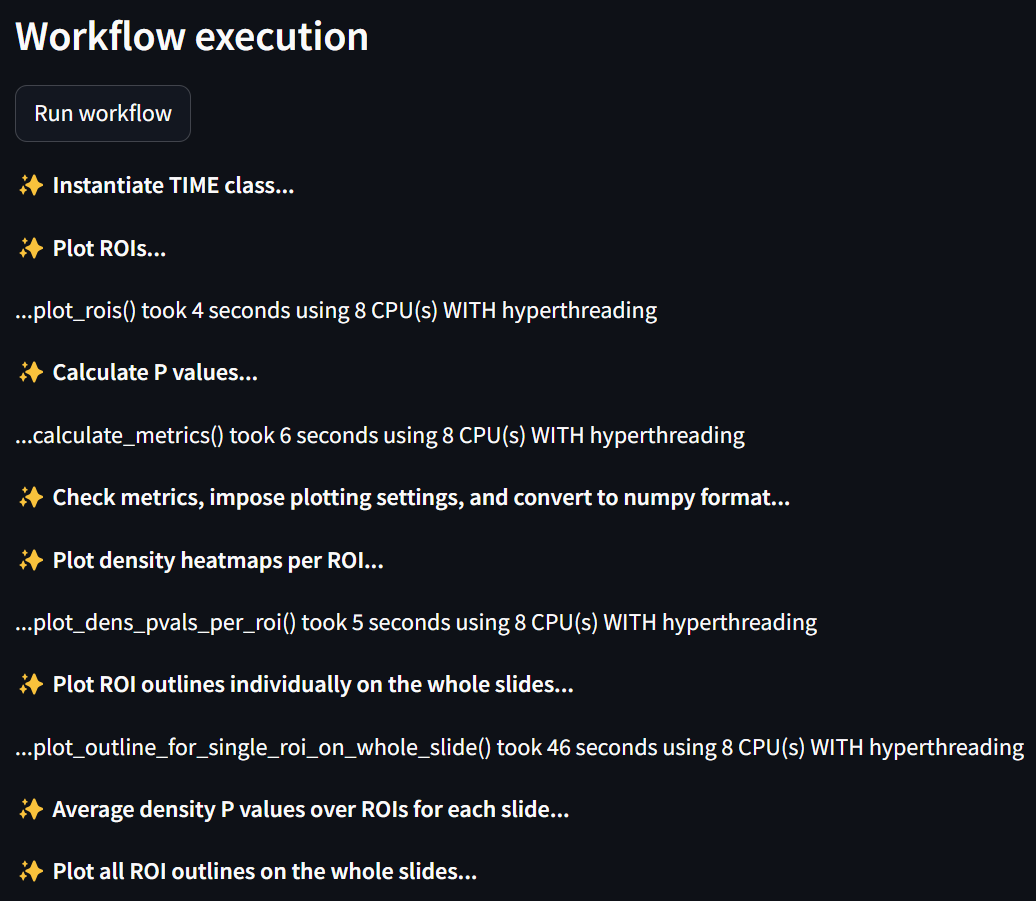 Workflow execution
Run workflow
✨ Instantiate TIME class...
✨ Plot ROIs...
...plot_rois() took 4 seconds using 8 CPU(s) WITH hyperthreading
✨ Calculate P values...
...calculate_metrics() took 6 seconds using 8 CPU(s) WITH hyperthreading
✨ Check metrics, impose plotting settings, and convert to numpy format...
✨ Plot density heatmaps per ROI...
...plot_dens_pvals_per_roi() took 5 seconds using 8 CPU(s) WITH hyperthreading
✨ Plot ROI outlines individually on the whole slides...
...plot_outline_for_single_roi_on_whole_slide() took 46 seconds using 8 CPU(s) WITH hyperthreading
✨ Average density P values over ROIs for each slide...
✨ Plot all ROI outlines on the whole slides...